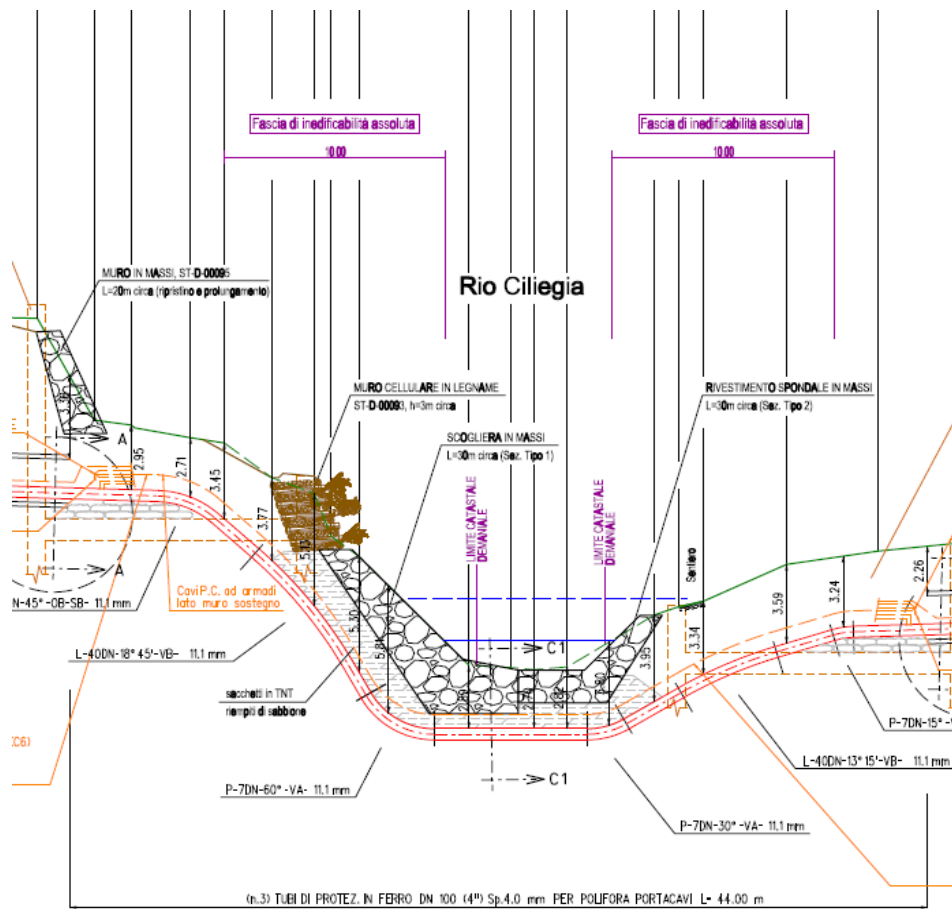 Fascia di inedificabilità assoluta
Fascia di inedificabilità assoluta
10.00
10.00
MURO IN MASSI, ST-D-00095
L=20m circa (ripristino e prolungamento)
Rio Ciliegia
MURO CELLULARE IN LEGNAME
ST-D-00093, h=3m circa
RIVESTIMENTO SPONDALE IN MASSI
L=30m circa (Sez. Tipo 2)
SCOGLIERA IN MASSI
L=30m circa (Sez. Tipo 1)
A
2.95
2.71
3.45
3.77
LIMITE CATASTALE
DEMANIALE
LIMITE CATASTALE
DEMANIALE
Sentiero
2.26
3.24
3.59
3.34
3.95
5.30
A
Cavi P.C. ad armadi
lato muro sostegno
N-45°-OB-SB- 11,1 mm
L-40DN-18°45'-VB- 11,1 mm
C1
sacchetti in TNT
riempiti di sabbione
P-7DN-15°
C6)
L-40DN-13°15'-VB- 11,1 mm
C1
P-7DN-60°-VA- 11,1 mm
P-7DN-30°-VA- 11,1 mm
(n.3) TUBI DI PROTEZ. IN FERRO DN 100 (4") Sp.4.0 mm PER POLIFORA PORTACAVI L= 44.00 m